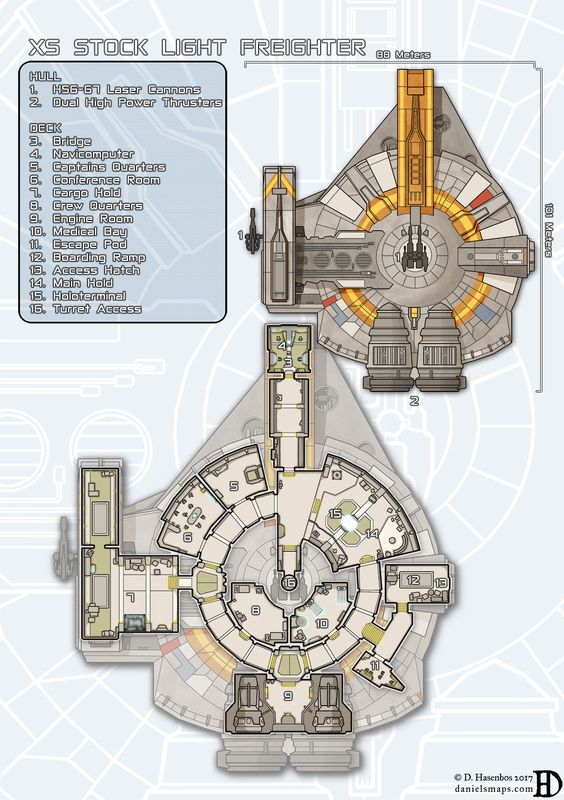 XS STOCK LIGHT FREIGHTER
88 Meters
HULL
1. HSG-G7 Laser Cannons
2. Dual High Power Thrusters
DECK
3. Bridge
4. Navicomputer
5. Captains Quarters
6. Conference Room
7. Cargo Hold
8. Crew Quarters
9. Engine Room
10. Medical Bay
11. Escape Pod
12. Boarding Ramp
13. Access Hatch
14. Main Hold
15. Holoterminal
16. Turret Access
101 Meters
1
1
2
4
3
5
6
15
14
16
7
8
10
12
13
11
9
© D. Hasenbos 2017
danielsmaps.com
HD